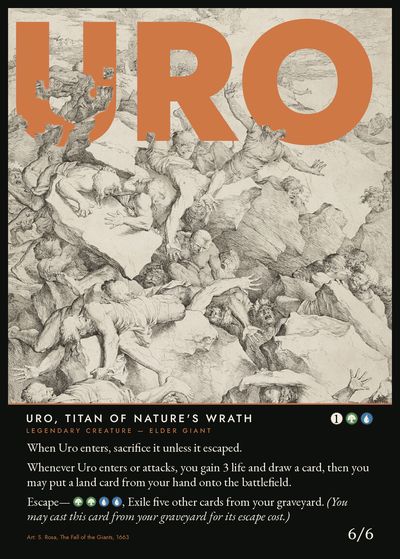 URO
URO, TITAN OF NATURE'S WRATH
1
LEGENDARY CREATURE — ELDER GIANT
When Uro enters, sacrifice it unless it escaped.
Whenever Uro enters or attacks, you gain 3 life and draw a card, then you
may put a land card from your hand onto the battlefield.
Escape— , Exile five other cards from your graveyard. (You
may cast this card from your graveyard for its escape cost.)
Art: S. Rosa, The Fall of the Giants, 1663
6/6